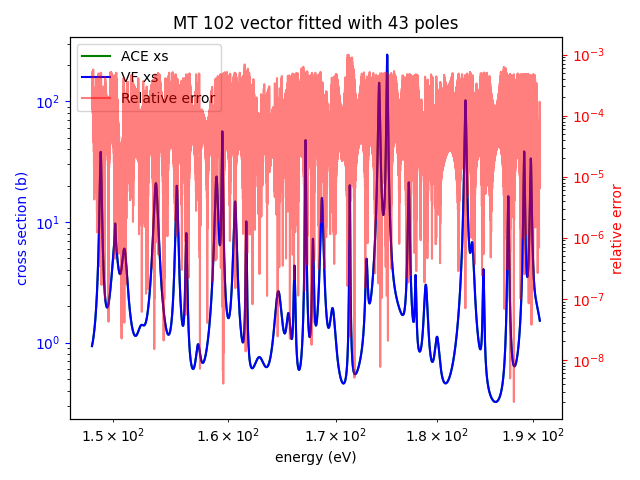 MT 102 vector fitted with 43 poles
ACE xs
VF xs
Relative error
cross section (b)
10²
10¹
10⁰
relative error
10⁻³
10⁻⁴
10⁻⁵
10⁻⁶
10⁻⁷
10⁻⁸
1.5 × 10² 1.6 × 10² 1.7 × 10² 1.8 × 10² 1.9 × 10²
energy (eV)